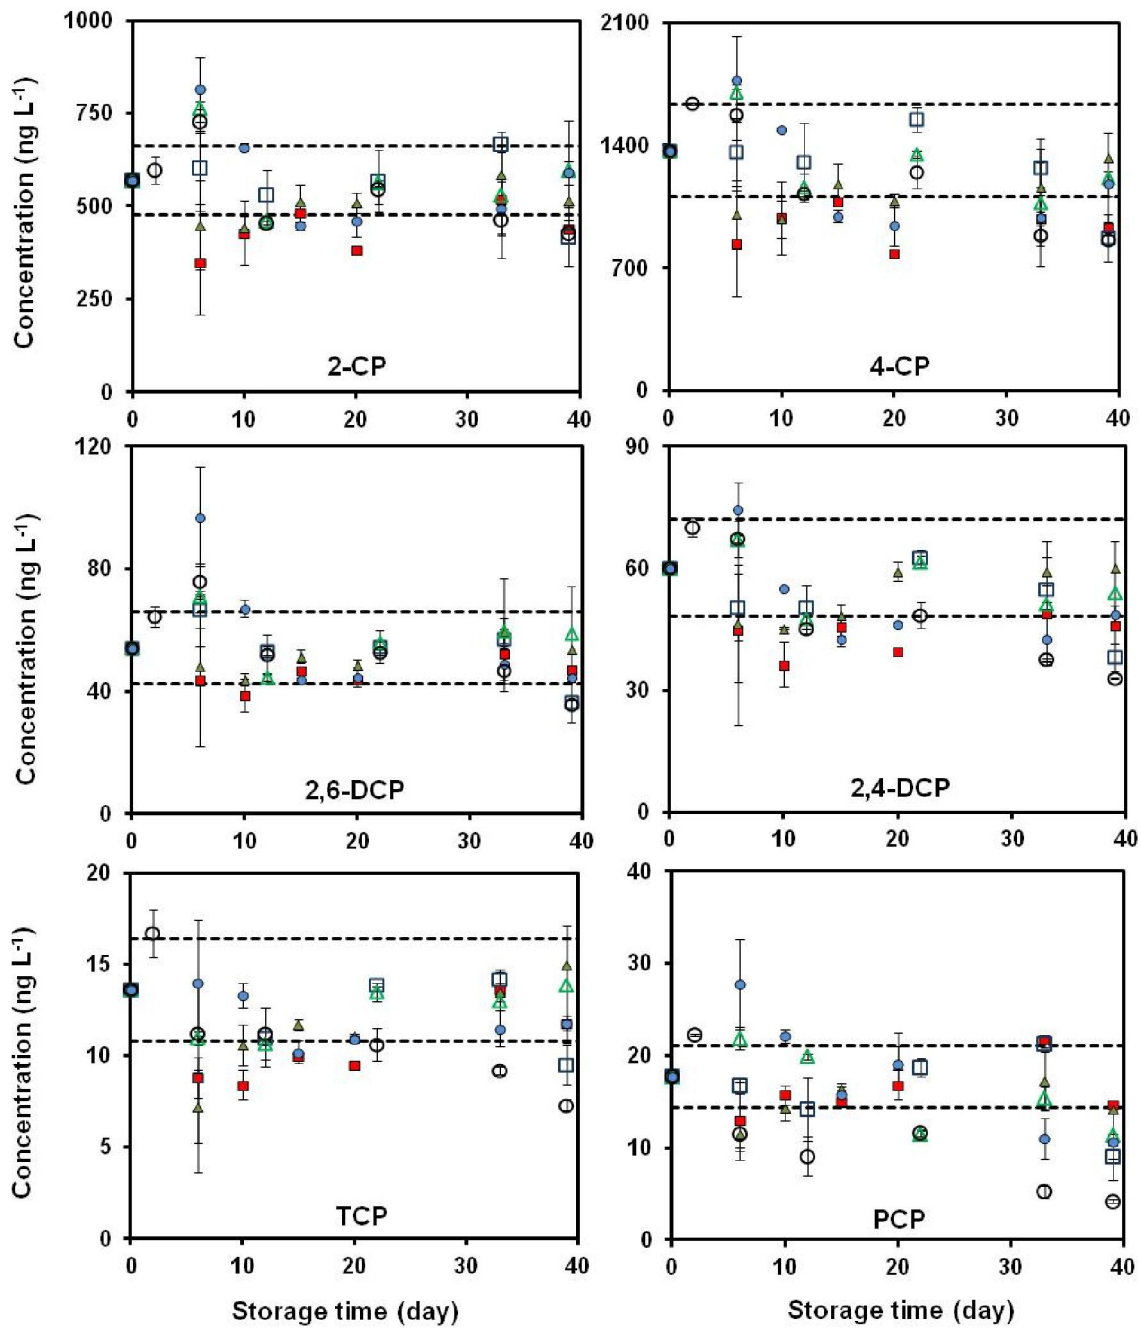 1000
750
500
250
0
0 10 20 30 40
Concentration (ng L-1)
2-CP
2100
1400
700
0
0 10 20 30 40
4-CP
120
80
40
0
0 10 20 30 40
Concentration (ng L-1)
2,6-DCP
90
60
30
0
0 10 20 30 40
2,4-DCP
20
15
10
5
0
0 10 20 30 40
Concentration (ng L-1)
TCP
Storage time (day)
40
30
20
10
0
0 10 20 30 40
PCP
Storage time (day)